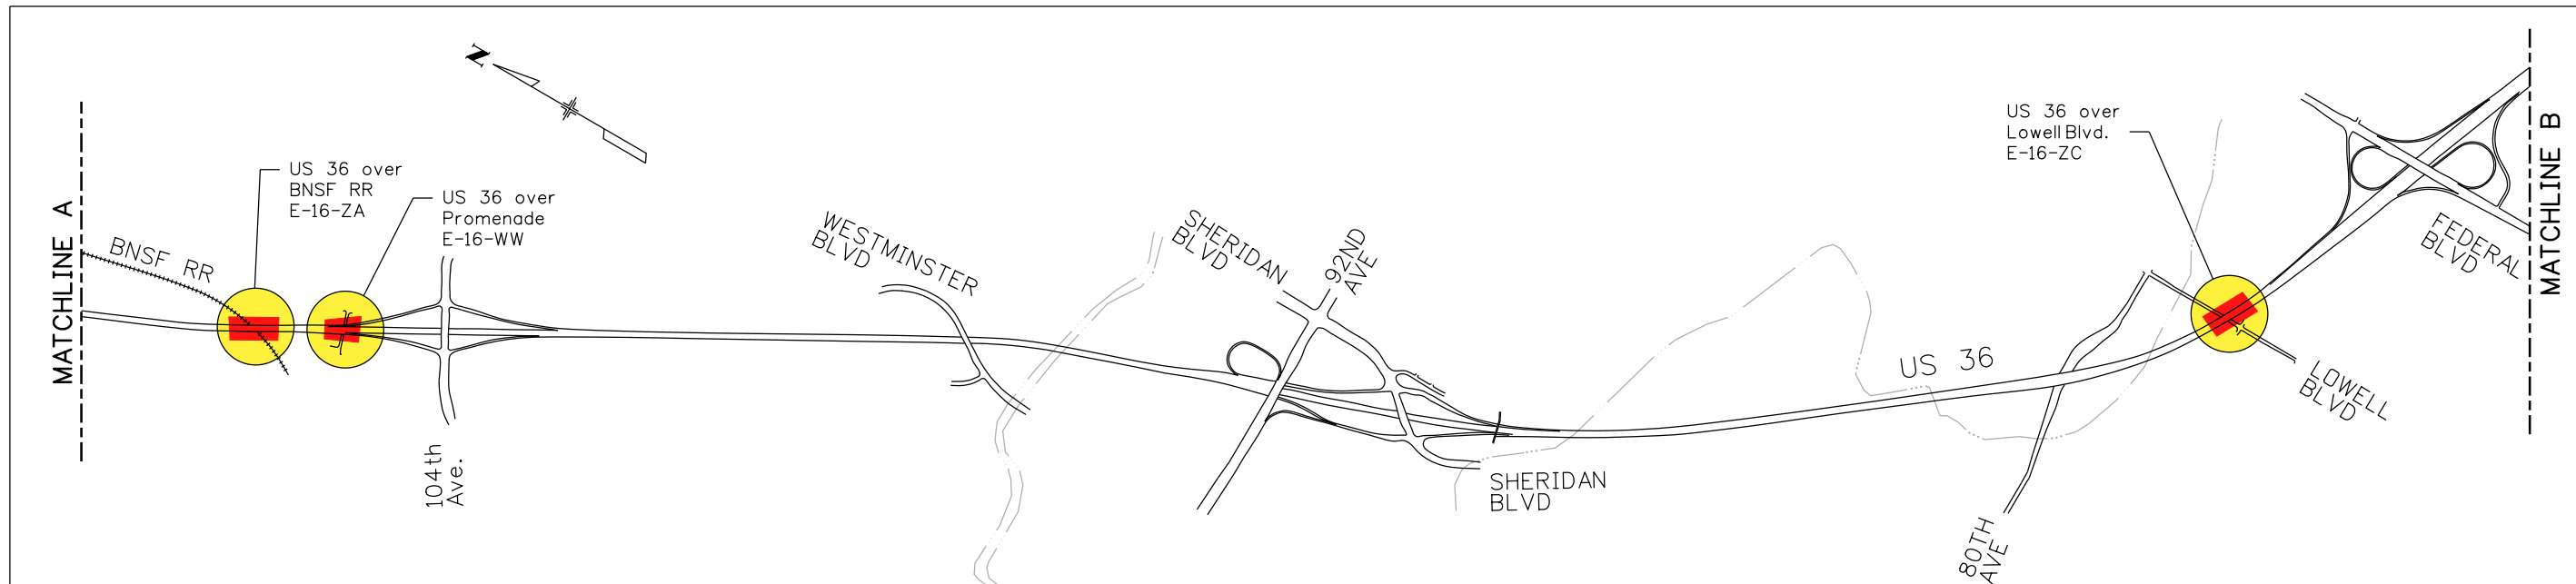 N
MATCHLINE A
BNSF RR
US 36 over
BNSF RR
E-16-ZA
US 36 over
Promenade
E-16-WW
104th
Ave.
WESTMINSTER
BLVD
SHERIDAN
BLVD
92ND
AVE
SHERIDAN
BLVD
US 36
80TH
AVE
US 36 over
Lowell Blvd.
E-16-ZC
LOWELL
BLVD
FEDERAL
BLVD
MATCHLINE B